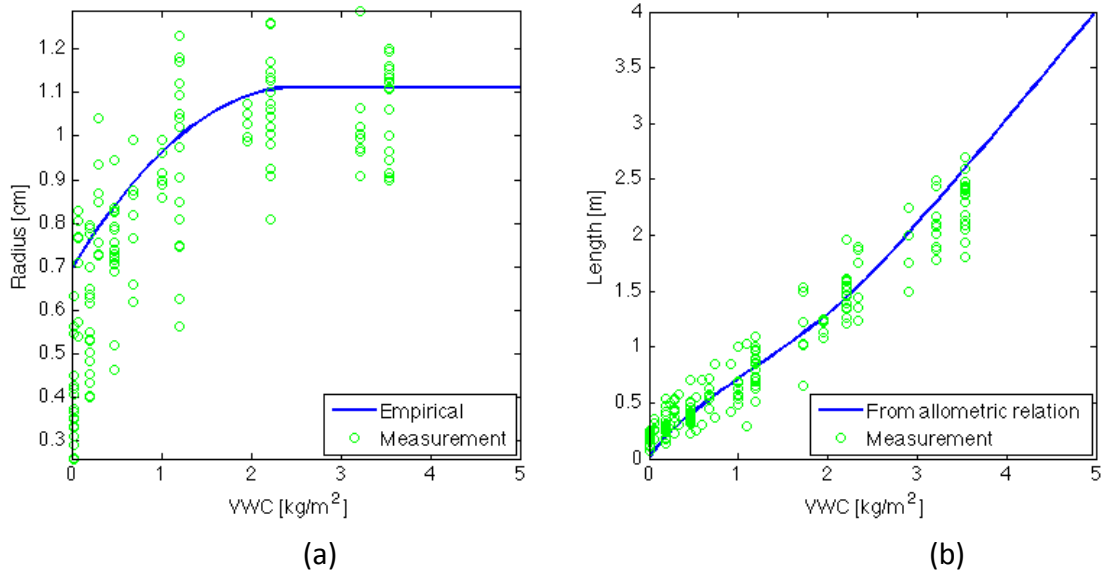 1.2
1.1
1
0.9
0.8
0.7
0.6
0.5
0.4
0.3
Radius [cm]
0 1 2 3 4 5
VWC [kg/m²]
Empirical
Measurement
(a)
4
3.5
3
2.5
2
1.5
1
0.5
0
Length [m]
0 1 2 3 4 5
VWC [kg/m²]
From allometric relation
Measurement
(b)